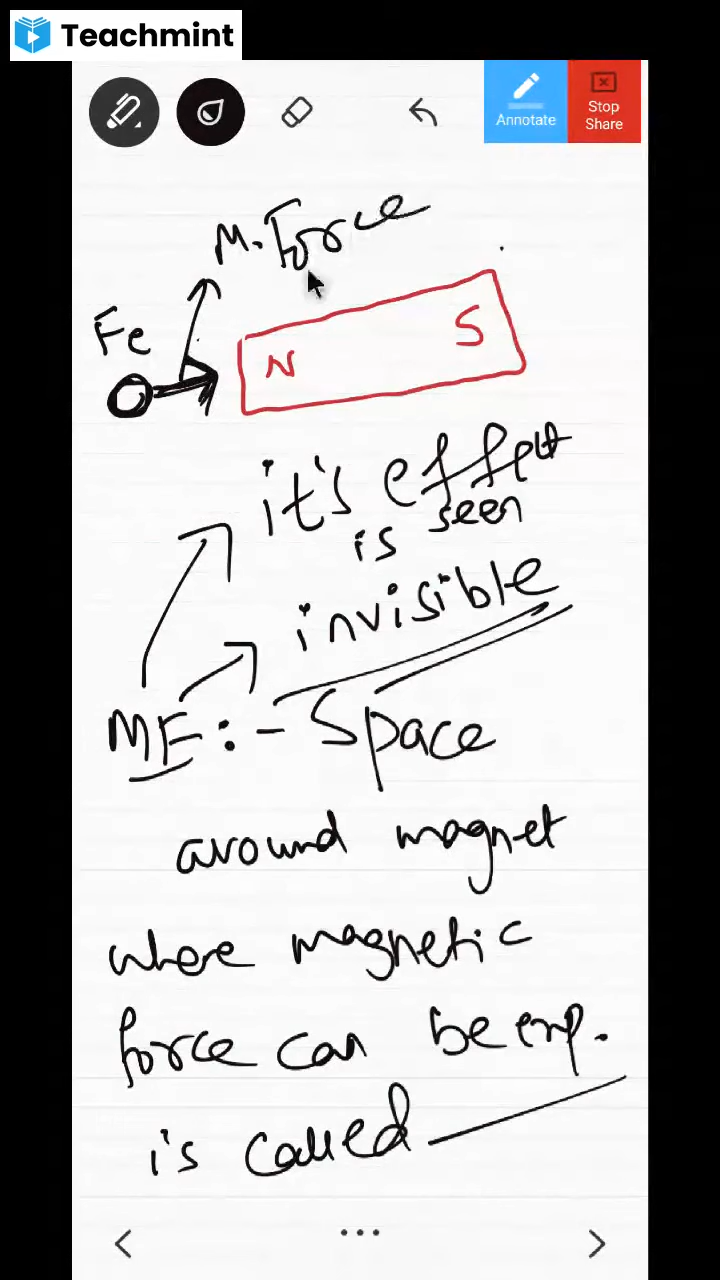 Teachmint
Annotate
Stop
Share
M. Force
Fe
N
S
it's effect
is seen
invisible
MF :- Space
around magnet
where magnetic
force can be exp.
is called